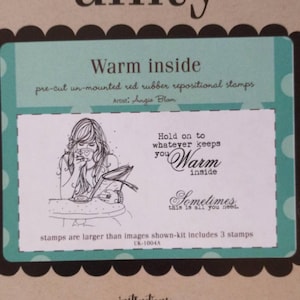 unity
Warm inside
pre-cut un-mounted red rubber repositional stamps
Artist: Angie Blom
Hold on to
whatever keeps
you Warm
inside
Sometimes
this is all you need.
stamps are larger than images shown-kit includes 3 stamps
UK-1004A